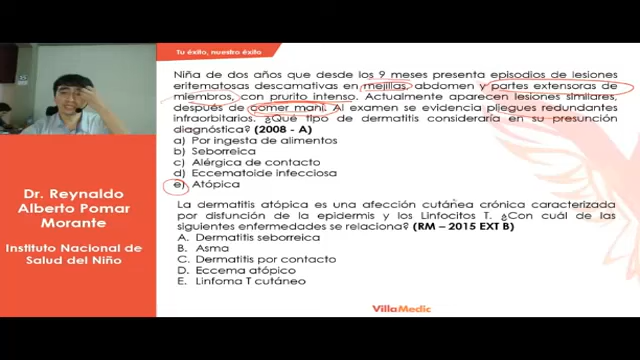 Tu éxito, nuestro éxito
Niña de dos años que desde los 9 meses presenta episodios de lesiones
eritematosas descamativas en mejillas, abdomen y partes extensoras de
miembros, con prurito intenso. Actualmente aparecen lesiones similares,
después de comer maní. Al examen se evidencia pliegues redundantes
infraorbitarios. ¿Qué tipo de dermatitis consideraría en su presunción
diagnóstica? (2008 - A)
a) Por ingesta de alimentos
b) Seborreica
c) Alérgica de contacto
d) Eccematoide infecciosa
e) Atópica
La dermatitis atópica es una afección cutánea crónica caracterizada
por disfunción de la epidermis y los Linfocitos T. ¿Con cuál de las
siguientes enfermedades se relaciona? (RM – 2015 EXT B)
A. Dermatitis seborreica
B. Asma
C. Dermatitis por contacto
D. Eccema atópico
E. Linfoma T cutáneo
Dr. Reynaldo
Alberto Pomar
Morante
Instituto Nacional de
Salud del Niño
VillaMedic